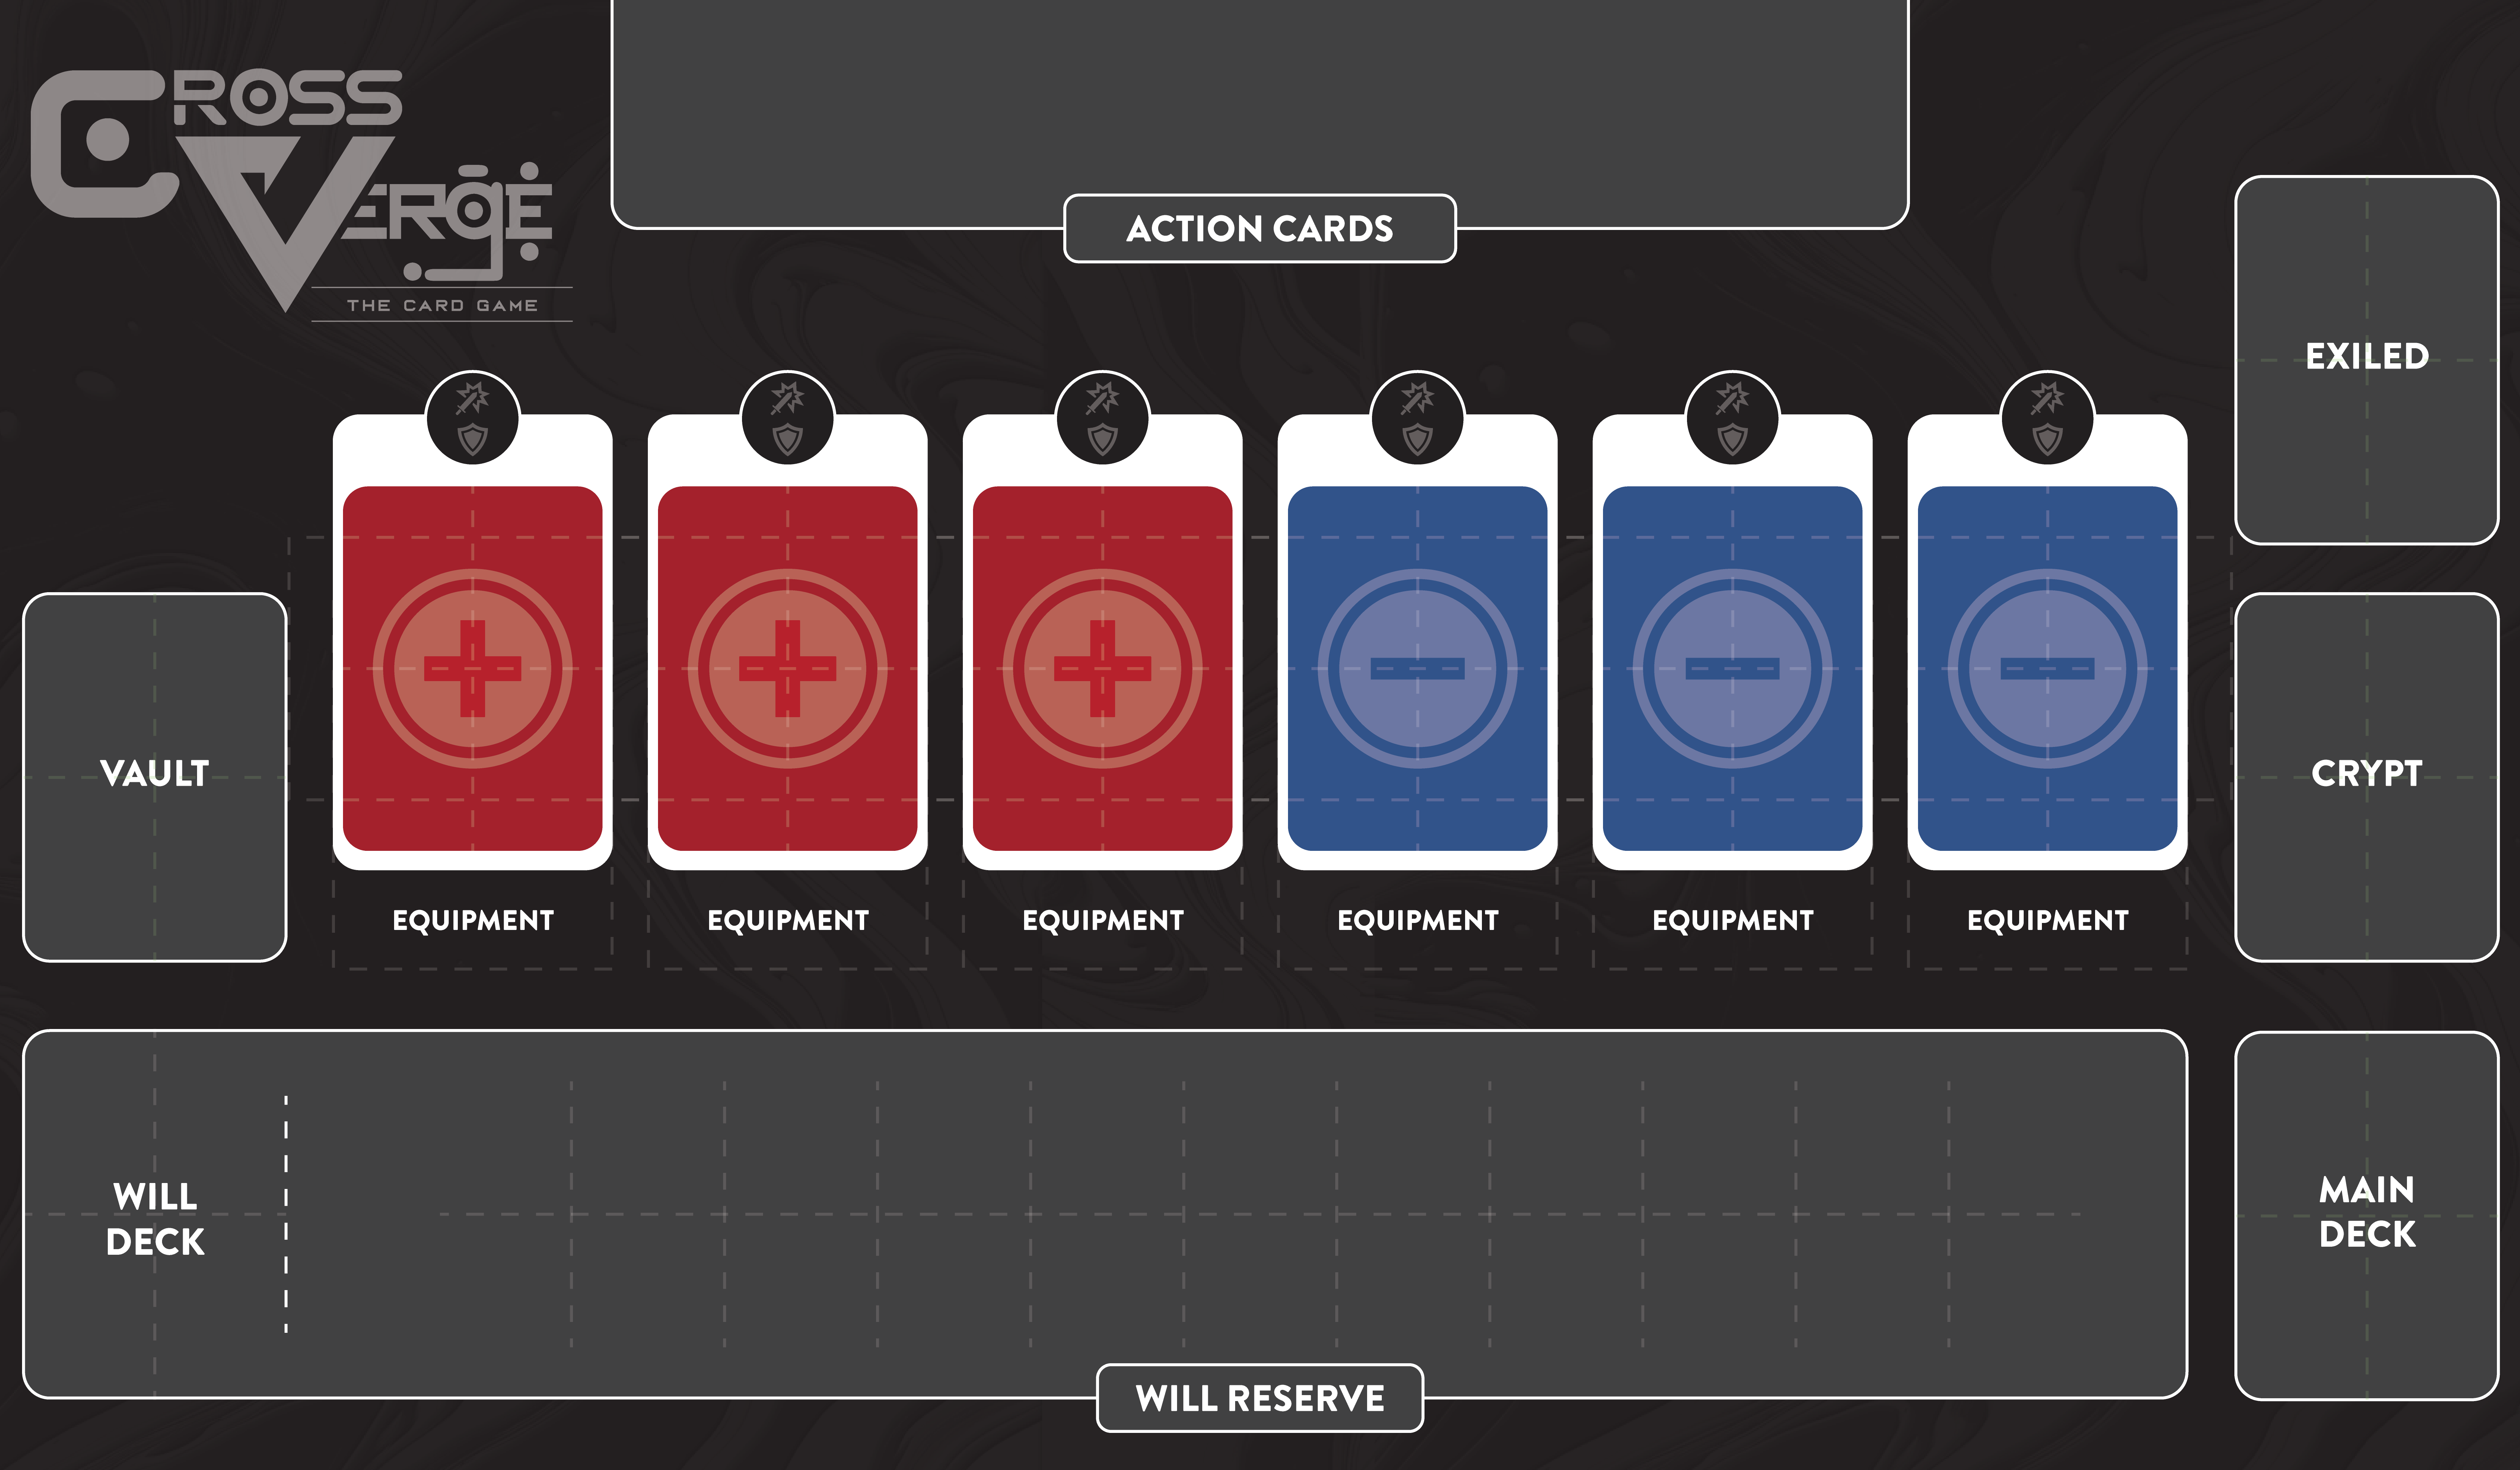 CROSS
VERGE
THE CARD GAME
ACTION CARDS
EXILED
VAULT
CRYPT
EQUIPMENT EQUIPMENT EQUIPMENT EQUIPMENT EQUIPMENT EQUIPMENT
WILL
DECK
MAIN
DECK
WILL RESERVE